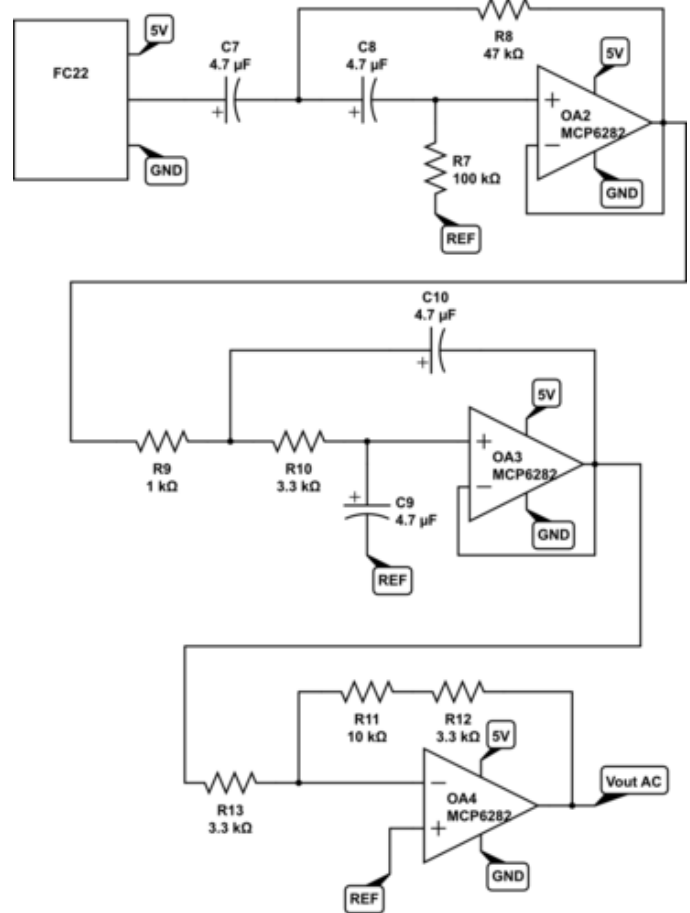 5V
FC22
GND
C7
4.7 µF
C8
4.7 µF
R8
47 kΩ
R7
100 kΩ
REF
+
+
+
−
5V
OA2
MCP6282
GND
C10
4.7 µF
+
R9
1 kΩ
R10
3.3 kΩ
+
C9
4.7 µF
REF
+
−
5V
OA3
MCP6282
GND
R11
10 kΩ
R12
3.3 kΩ
R13
3.3 kΩ
−
+
5V
OA4
MCP6282
GND
REF
Vout AC